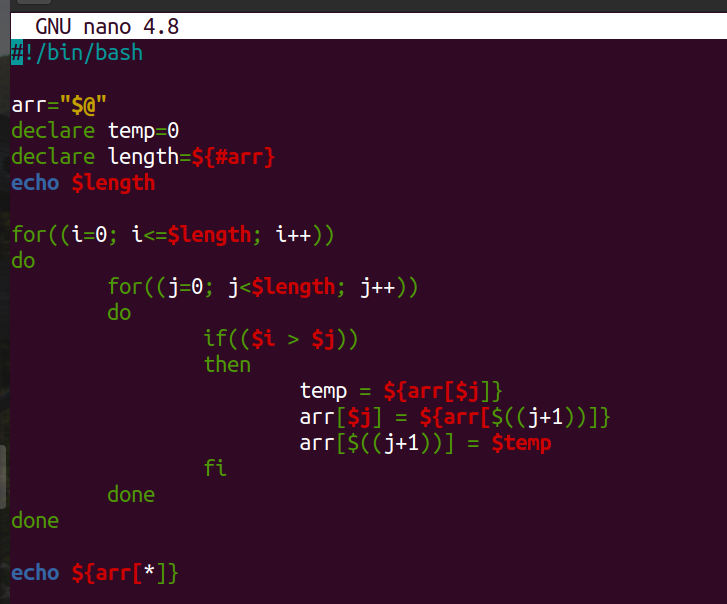 GNU nano 4.8
#!/bin/bash
arr="$@"
declare temp=0
declare length=${#arr}
echo $length
for((i=0; i<=$length; i++))
do
for((j=0; j<$length; j++))
do
if(($i > $j))
then
temp = ${arr[$j]}
arr[$j] = ${arr[$((j+1))]}
arr[$((j+1))] = $temp
fi
done
done
echo ${arr[*]}